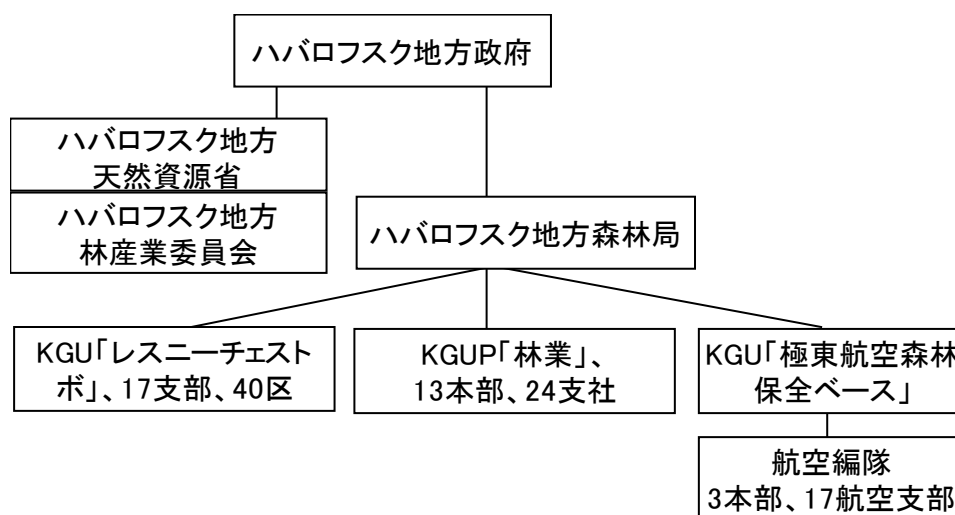 ハバロフスク地方政府
ハバロフスク地方
天然資源省
ハバロフスク地方
林産業委員会
ハバロフスク地方森林局
KGU「レスニーチェスト
ボ」、17支部、40区
KGUP「林業」、
13本部、24支社
KGU「極東航空森林
保全ベース」
航空編隊
3本部、17航空支部